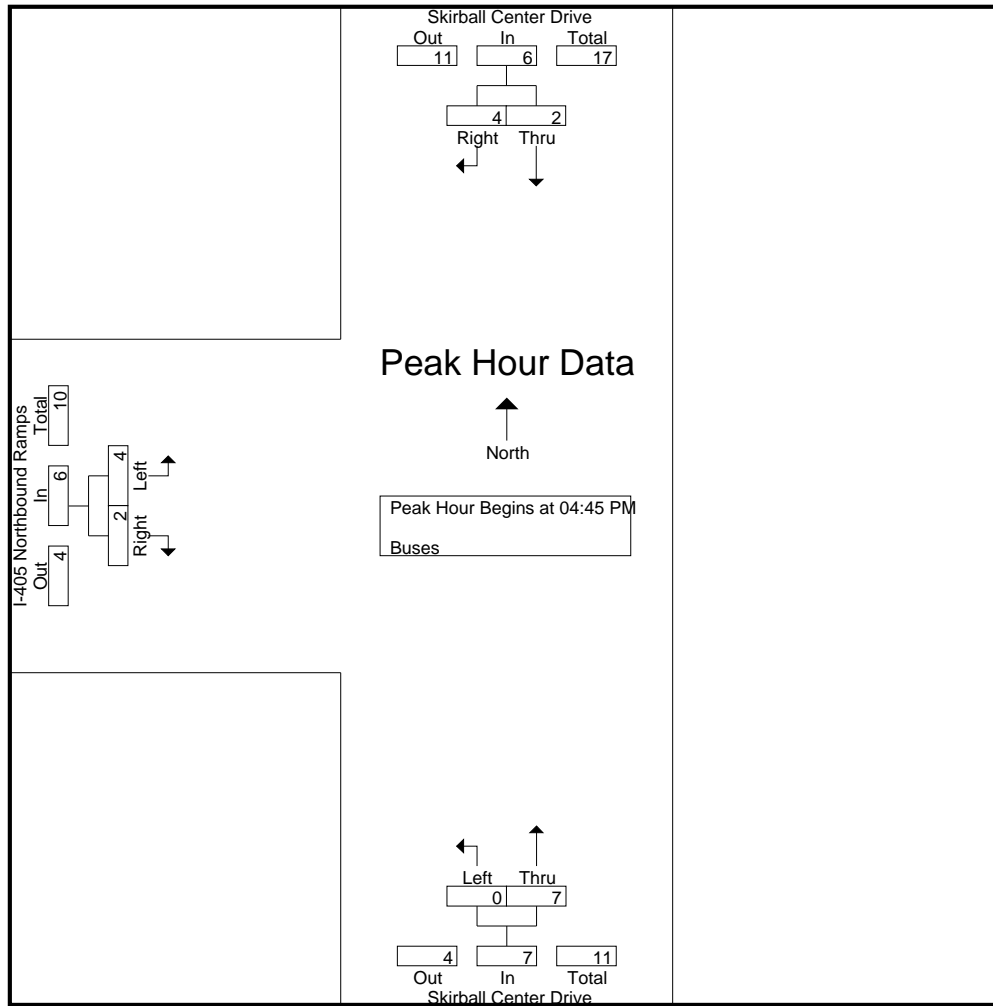 Skirball Center Drive
Out In Total
11 6 17
4 2
Right Thru
Peak Hour Data
North
Peak Hour Begins at 04:45 PM
Buses
I-405 Northbound Ramps
Out In Total
4 6 10
2 4
Right Left
Left Thru
0 7
4 7 11
Out In Total
Skirball Center Drive